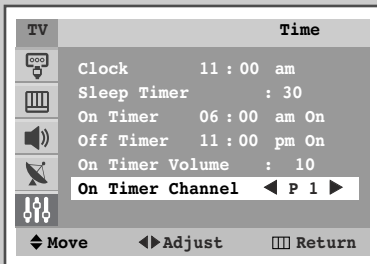 TV Time
Clock 11 : 00 am
Sleep Timer : 30
On Timer 06 : 00 am On
Off Timer 11 : 00 pm On
On Timer Volume : 10
On Timer Channel ◀ P 1 ▶
Move Adjust Return